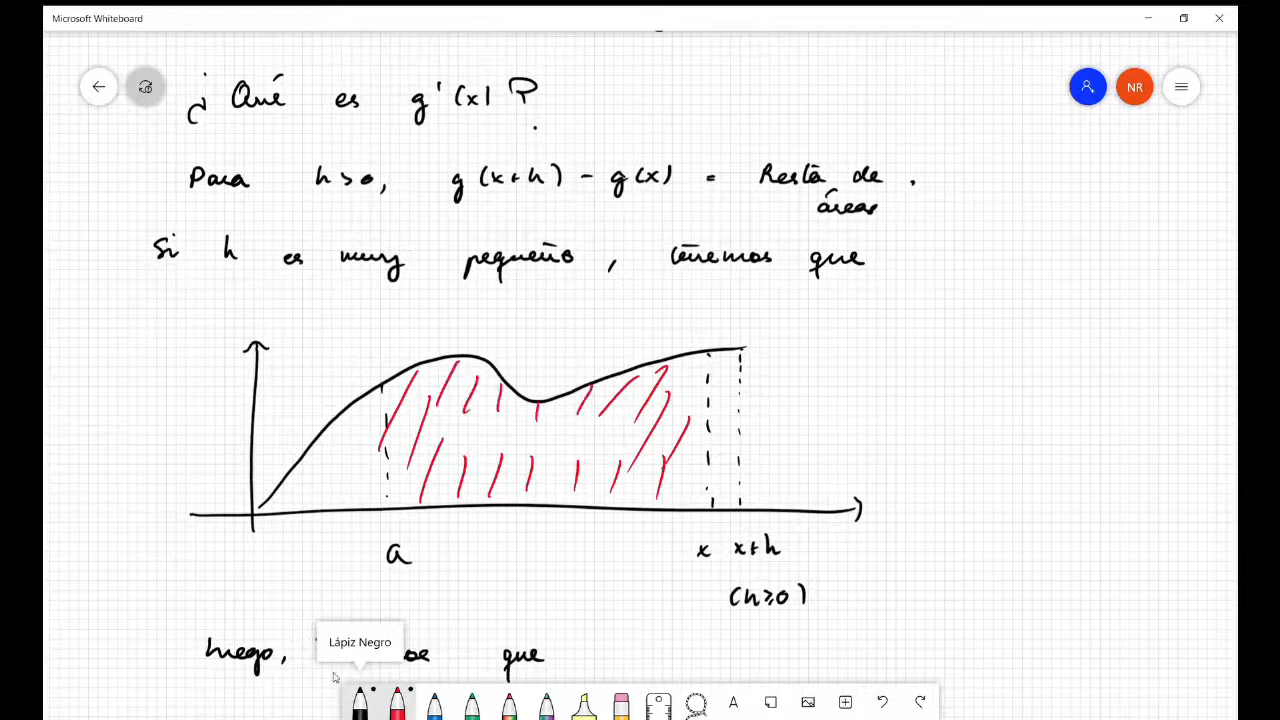 Microsoft Whiteboard
¿Qué es g'(x)?
NR
Para h>0, g(x+h) - g(x) = Resta de áreas.
Si h es muy pequeño, tenemos que
a
x x+h
(h≥0)
Luego, que
Lápiz Negro
A